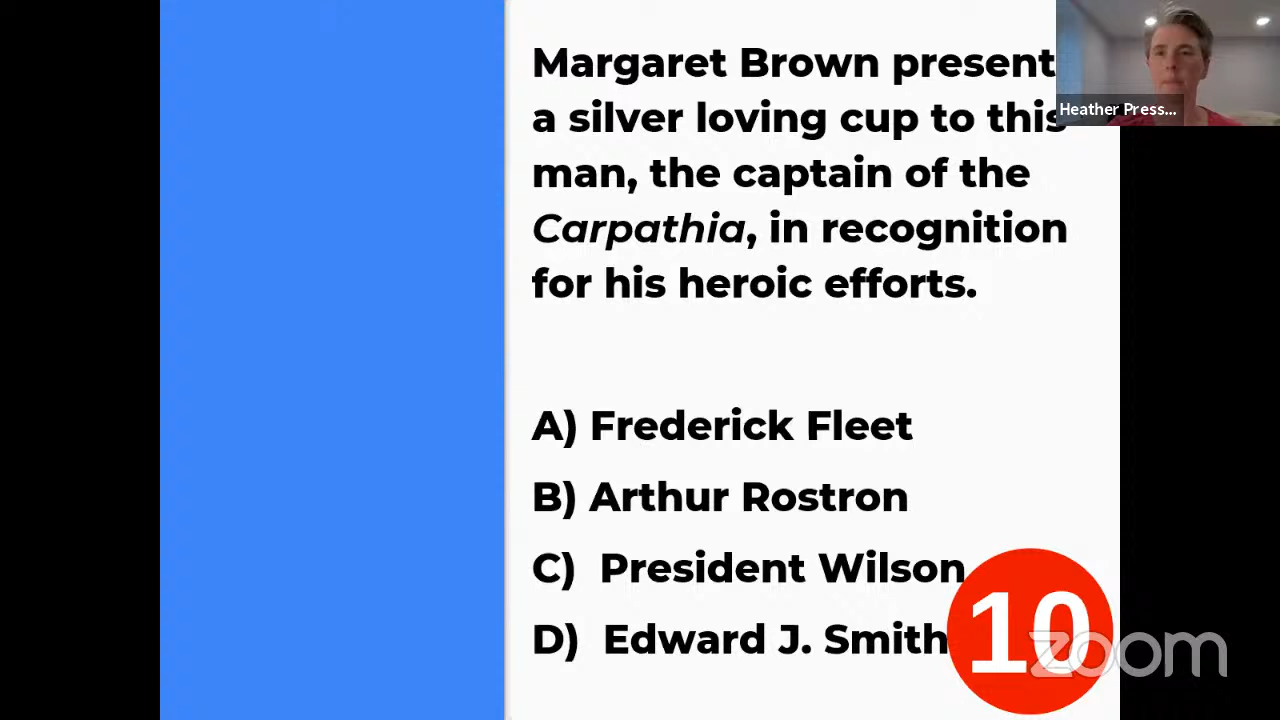 Margaret Brown present
a silver loving cup to this
man, the captain of the
Carpathia, in recognition
for his heroic efforts.
A) Frederick Fleet
B) Arthur Rostron
C) President Wilson
D) Edward J. Smith
10
Heather Press...
zoom